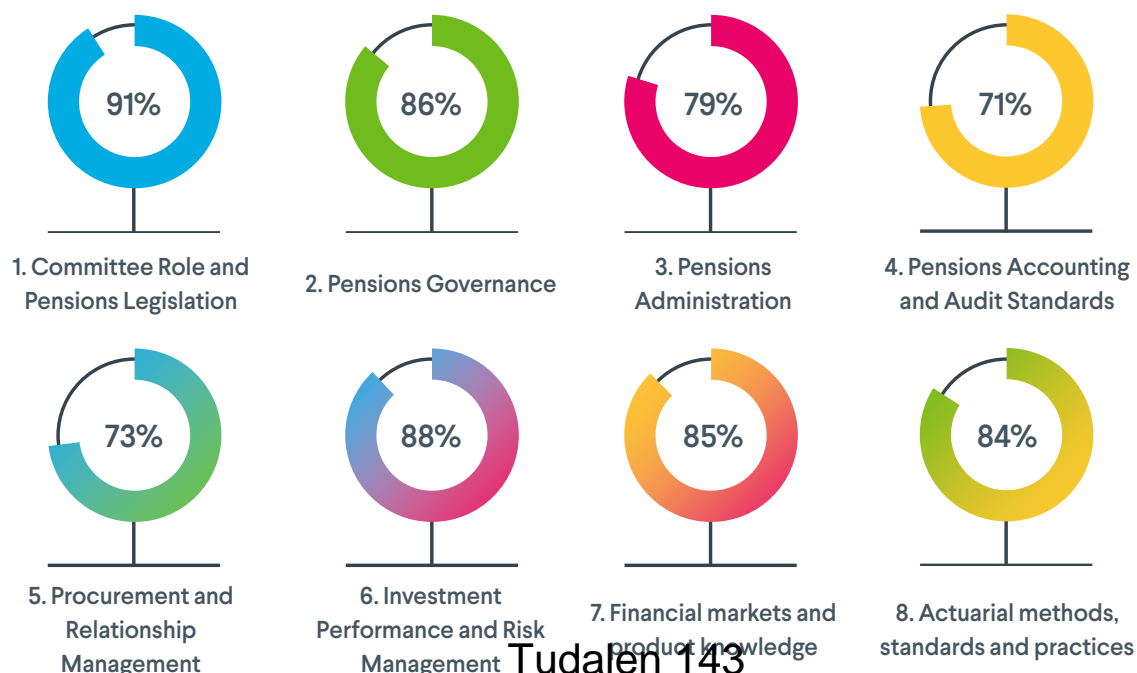 91%
86%
79%
71%
1. Committee Role and
Pensions Legislation
2. Pensions Governance
3. Pensions
Administration
4. Pensions Accounting
and Audit Standards
73%
88%
85%
84%
5. Procurement and
Relationship
Management
6. Investment
Performance and Risk
Management
7. Financial markets and
product knowledge
8. Actuarial methods,
standards and practices
Tudalen 143